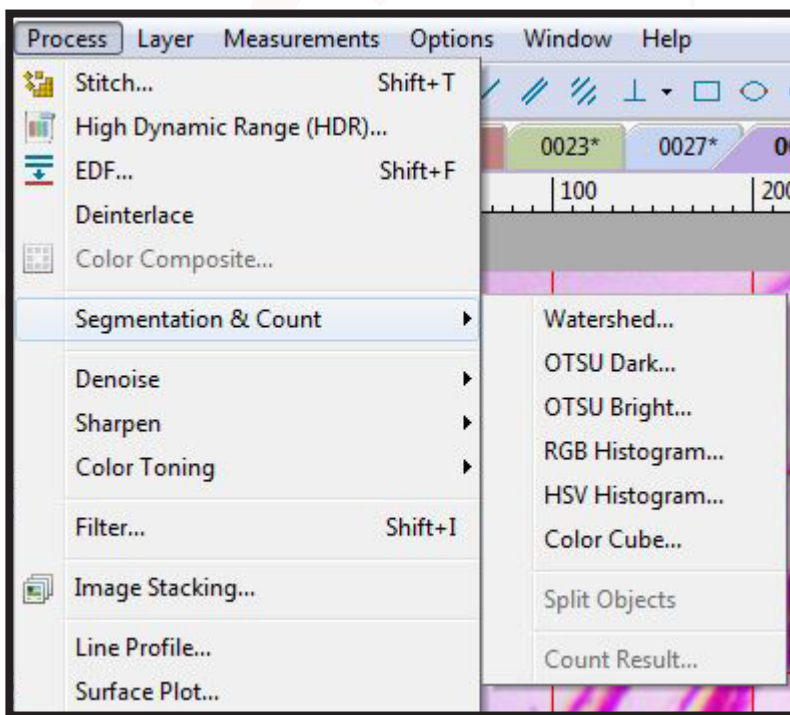 Process Layer Measurements Options Window Help
Stitch... Shift+T
High Dynamic Range (HDR)...
EDF... Shift+F
Deinterlace
Color Composite...
Segmentation & Count
Denoise
Sharpen
Color Toning
Filter... Shift+I
Image Stacking...
Line Profile...
Surface Plot...
0023* 0027*
100 200
Watershed...
OTSU Dark...
OTSU Bright...
RGB Histogram...
HSV Histogram...
Color Cube...
Split Objects
Count Result...